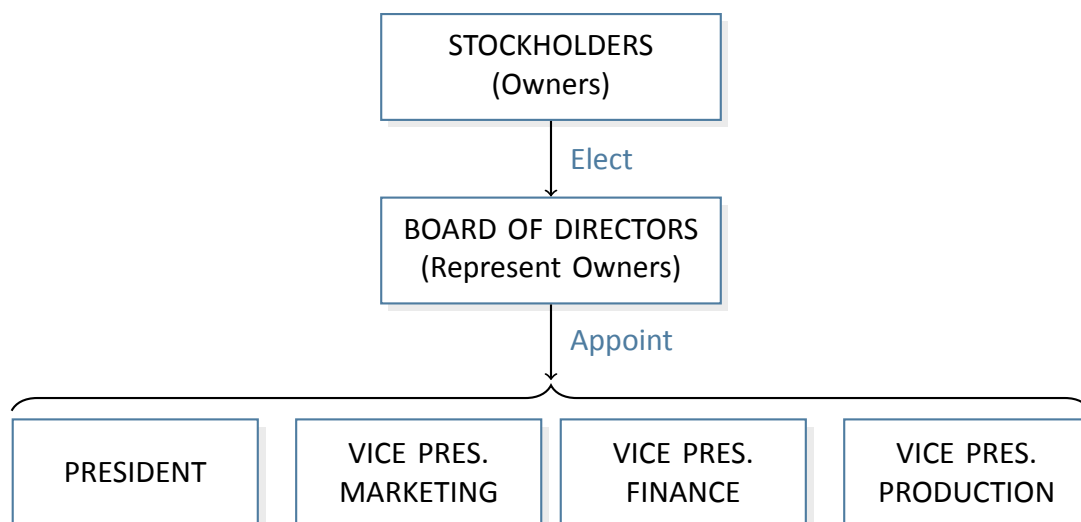 STOCKHOLDERS
(Owners)
Elect
BOARD OF DIRECTORS
(Represent Owners)
Appoint
PRESIDENT
VICE PRES.
MARKETING
VICE PRES.
FINANCE
VICE PRES.
PRODUCTION